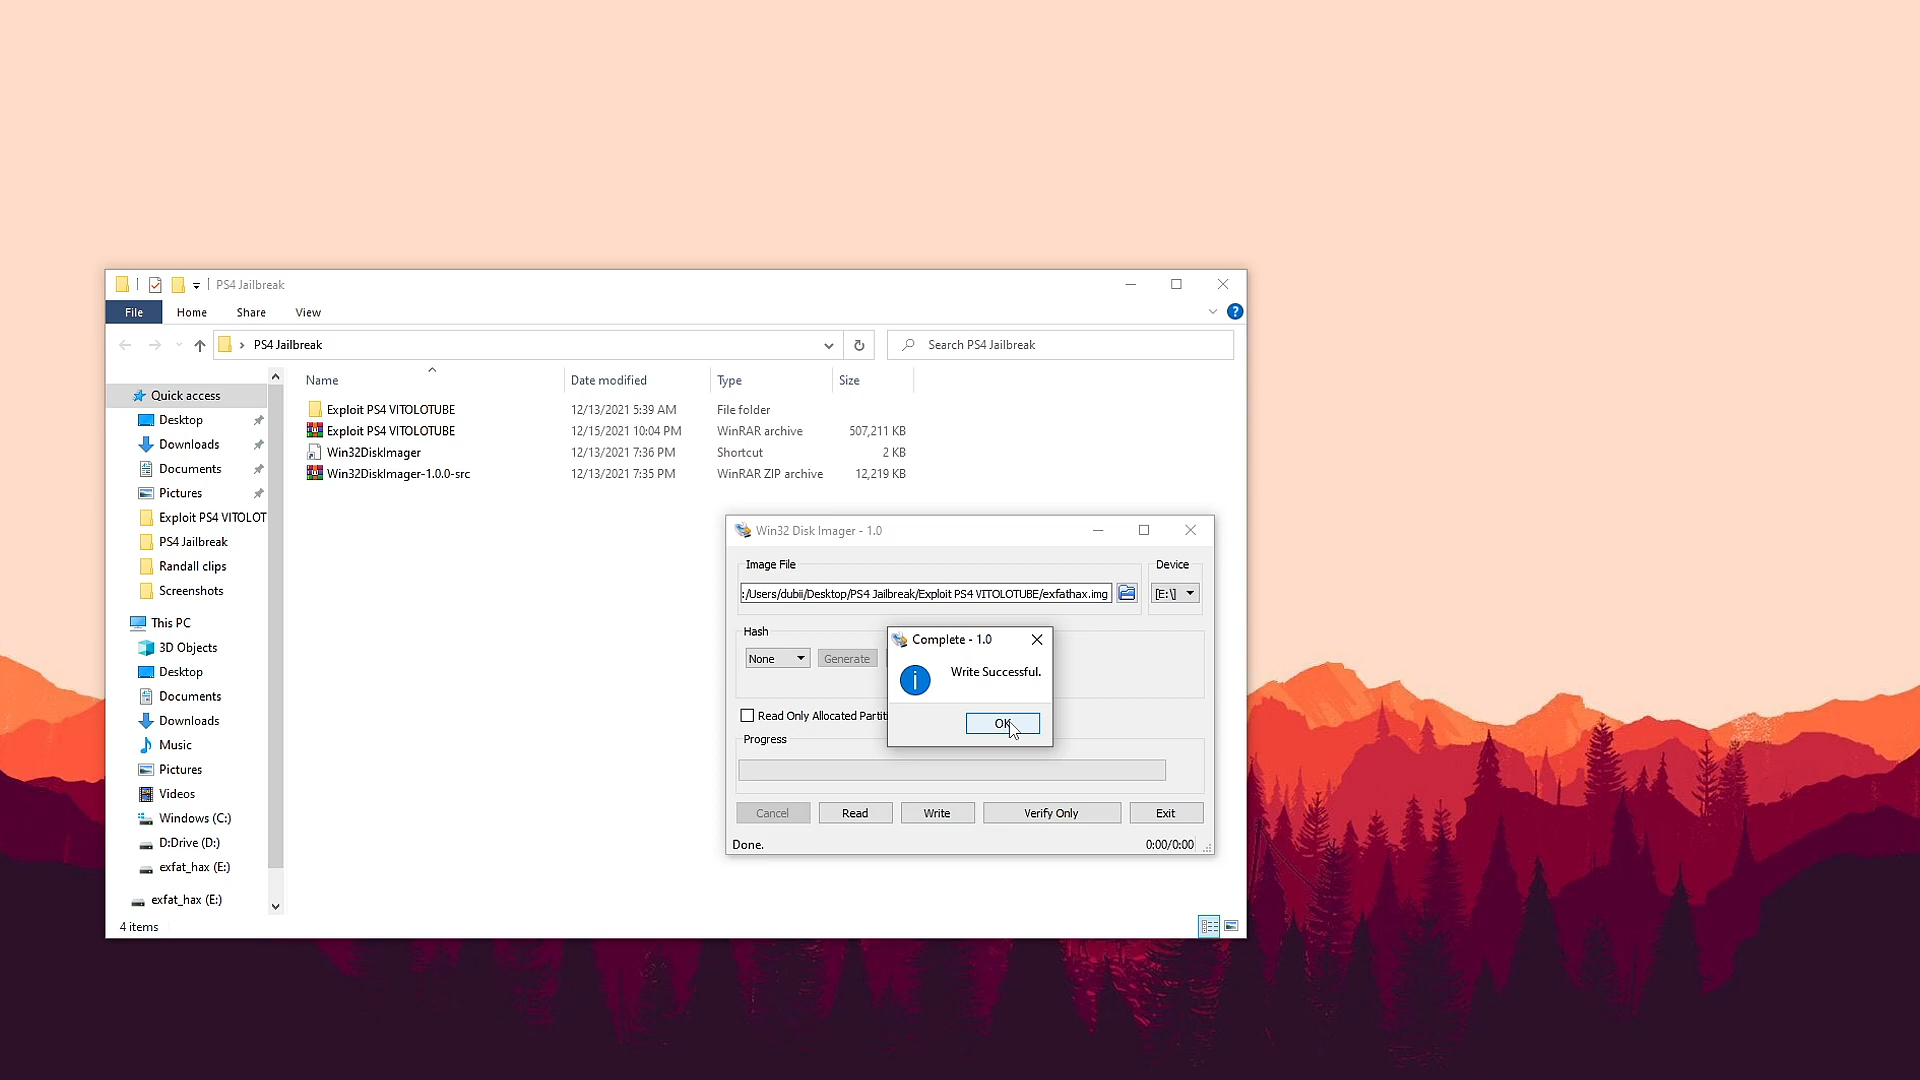 PS4 Jailbreak
File Home Share View
PS4 Jailbreak
Search PS4 Jailbreak
Name Date modified Type Size
Exploit PS4 VITOLOTUBE 12/13/2021 5:39 AM File folder
Exploit PS4 VITOLOTUBE 12/15/2021 10:04 PM WinRAR archive 507,211 KB
Win32DiskImager 12/13/2021 7:36 PM Shortcut 2 KB
Win32DiskImager-1.0.0-src 12/13/2021 7:35 PM WinRAR ZIP archive 12,219 KB
Quick access
Desktop
Downloads
Documents
Pictures
Exploit PS4 VITOLOT
PS4 Jailbreak
Randall clips
Screenshots
This PC
3D Objects
Desktop
Documents
Downloads
Music
Pictures
Videos
Windows (C:)
D:Drive (D:)
exfat_hax (E:)
exfat_hax (E:)
4 items
Win32 Disk Imager - 1.0
Image File Device
:/Users/dubii/Desktop/PS4 Jailbreak/Exploit PS4 VITOLOTUBE/exfathax.img [E:\]
Hash
None Generate
Read Only Allocated Partiti
Progress
Cancel Read Write Verify Only Exit
Done. 0:00/0:00
Complete - 1.0
Write Successful.
OK